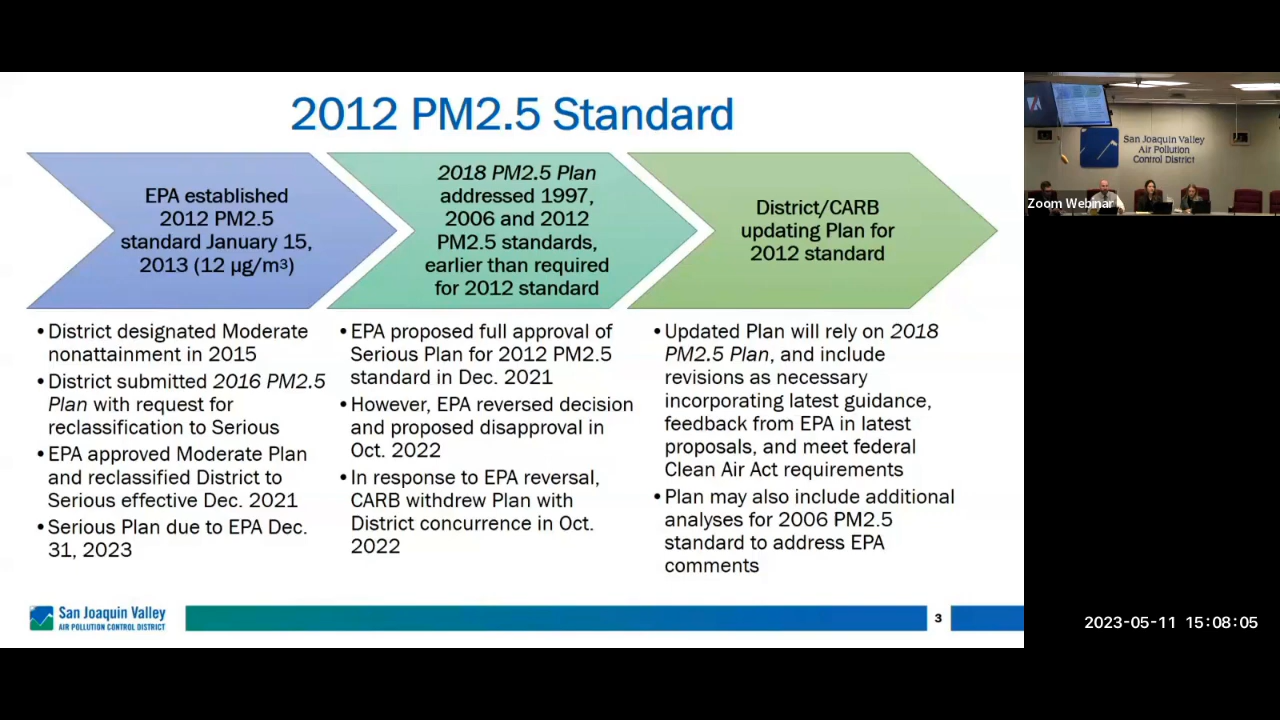 2012 PM2.5 Standard
EPA established
2012 PM2.5
standard January 15,
2013 (12 µg/m³)
2018 PM2.5 Plan
addressed 1997,
2006 and 2012
PM2.5 standards,
earlier than required
for 2012 standard
District/CARB
updating Plan for
2012 standard
• District designated Moderate
nonattainment in 2015
• District submitted 2016 PM2.5
Plan with request for
reclassification to Serious
• EPA approved Moderate Plan
and reclassified District to
Serious effective Dec. 2021
• Serious Plan due to EPA Dec.
31, 2023
• EPA proposed full approval of
Serious Plan for 2012 PM2.5
standard in Dec. 2021
• However, EPA reversed decision
and proposed disapproval in
Oct. 2022
• In response to EPA reversal,
CARB withdrew Plan with
District concurrence in Oct.
2022
• Updated Plan will rely on 2018
PM2.5 Plan, and include
revisions as necessary
incorporating latest guidance,
feedback from EPA in latest
proposals, and meet federal
Clean Air Act requirements
• Plan may also include additional
analyses for 2006 PM2.5
standard to address EPA
comments
San Joaquin Valley
AIR POLLUTION CONTROL DISTRICT
3
San Joaquin Valley
Air Pollution
Control District
Zoom Webinar
2023-05-11 15:08:05